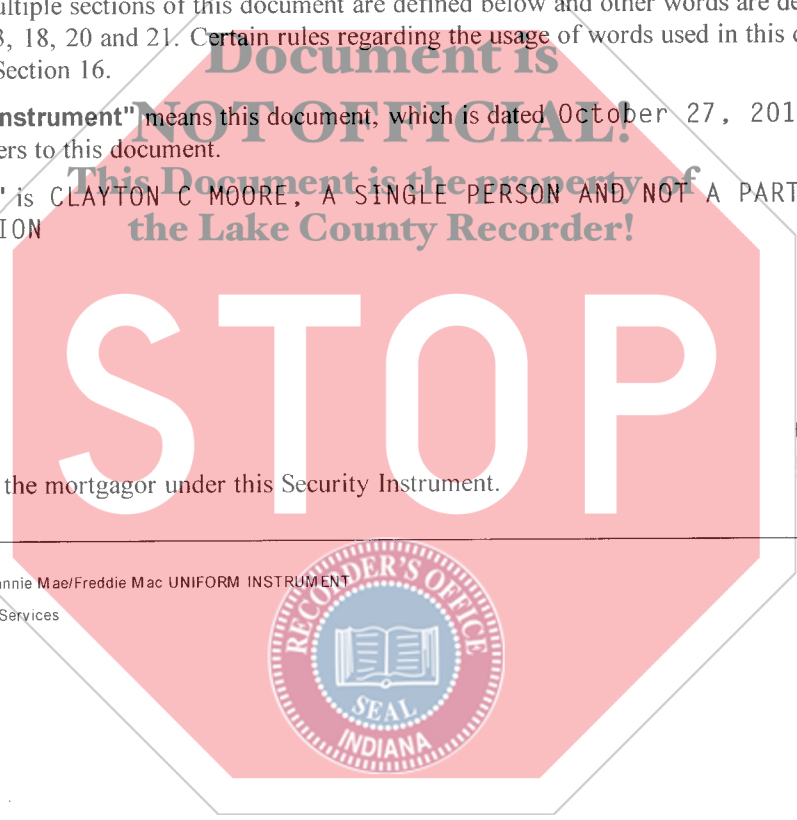 ultiple sections of this document are defined below and other words are de
3, 18, 20 and 21. Certain rules regarding the usage of words used in this
Section 16.
Document is
nstrument" means this document, which is dated October 27, 201
NOT OFFICIAL!
ers to this document.
This Document is the property of
" is CLAYTON C MOORE, A SINGLE PERSON AND NOT A PART
ION
the Lake County Recorder!
STOP
the mortgagor under this Security Instrument.
nnie Mae/Freddie Mac UNIFORM INSTRUMENT
Services
RECORDER'S OFFICE
SEAL
INDIANA